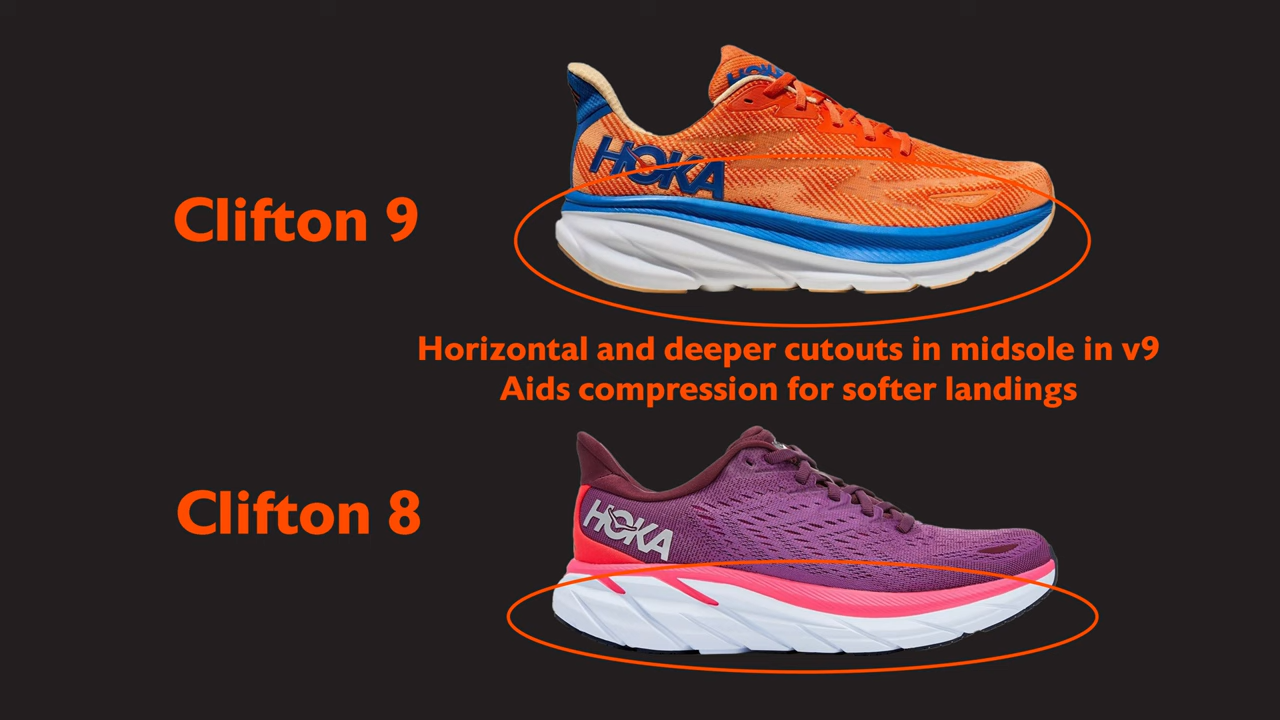 HOKA
HOKA
Clifton 9
Horizontal and deeper cutouts in midsole in v9
Aids compression for softer landings
Clifton 8
HOKA